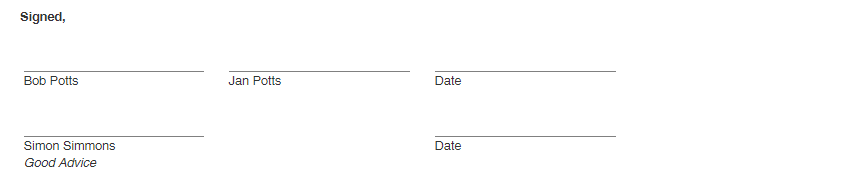 Signed,
Bob Potts Jan Potts Date
Simon Simmons Date
Good Advice